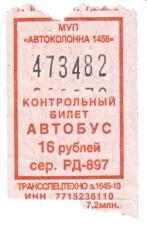 МУП
«АВТОКОЛОННА 1456»
473482
КОНТРОЛЬНЫЙ
БИЛЕТ
АВТОБУС
16 рублей
сер. РД-897
ТРАНССПЕЦТЕХНО з.1645-10
ИНН 7715236110
7,2млн.